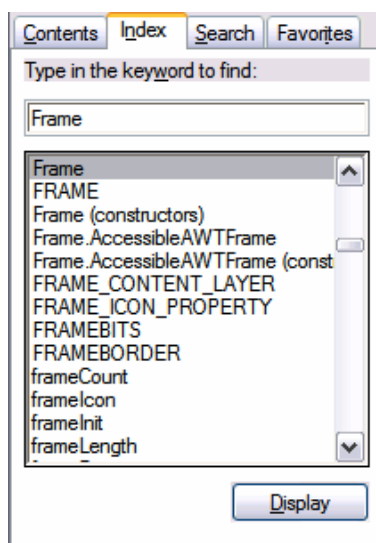 Contents Index Search Favorites
Type in the keyword to find:
Frame
Frame
FRAME
Frame (constructors)
Frame.AccessibleAWTFrame
Frame.AccessibleAWTFrame (const
FRAME_CONTENT_LAYER
FRAME_ICON_PROPERTY
FRAMEBITS
FRAMEBORDER
frameCount
frameIcon
frameInit
frameLength
Display